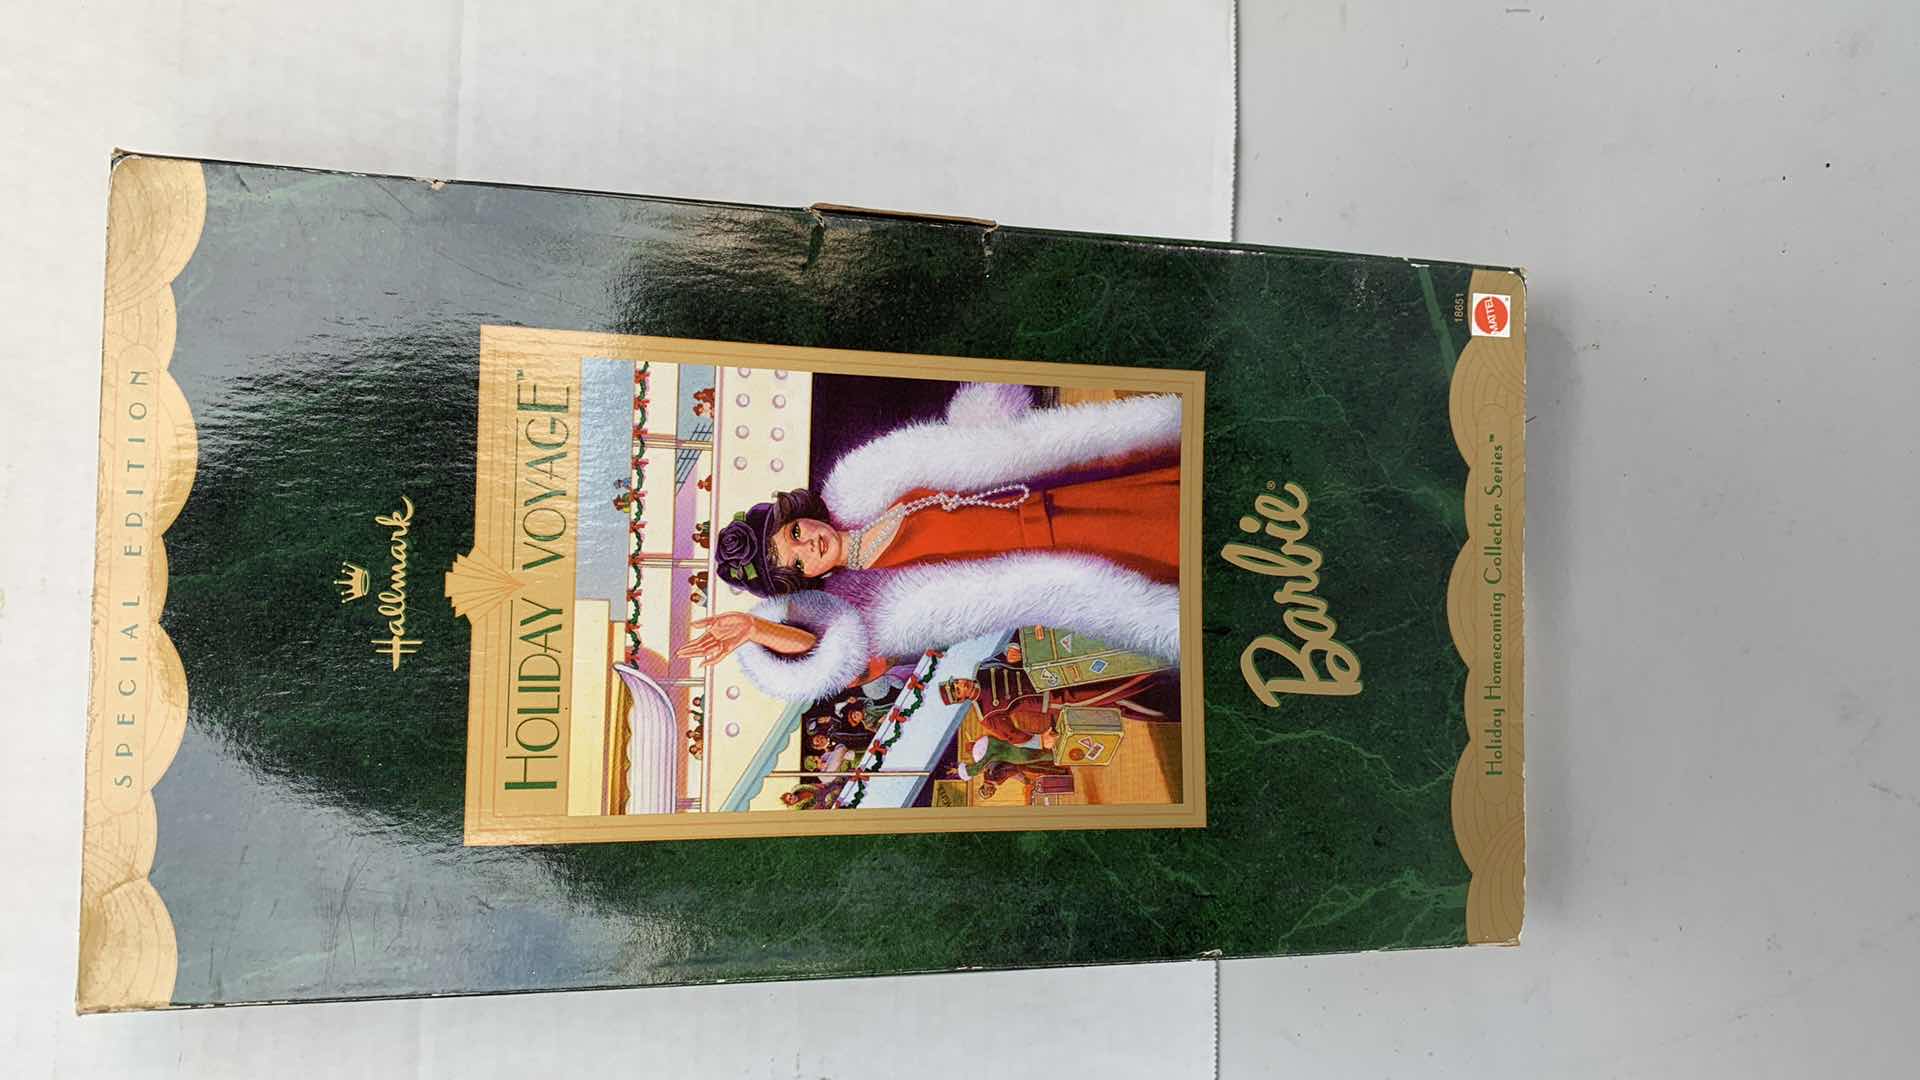 SPECIAL EDITION
Hallmark
HOLIDAY VOYAGE™
Barbie®
18651
MATTEL®
Holiday Homecoming Collector Series™